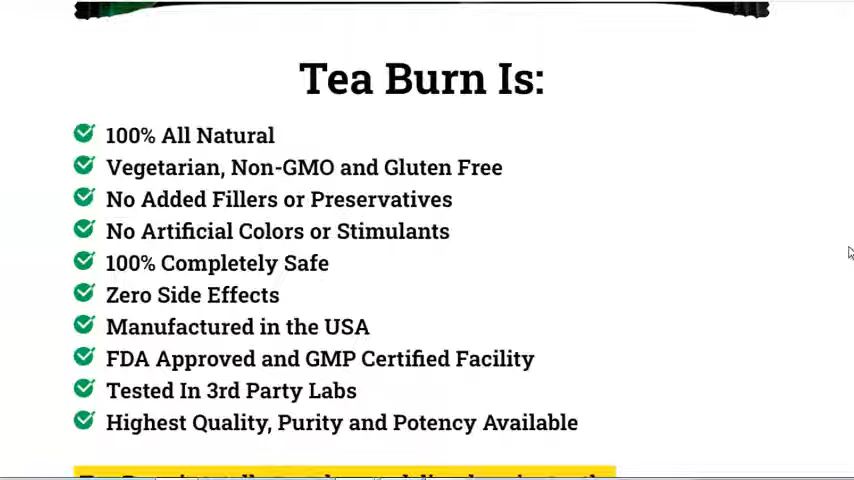 Tea Burn Is:
100% All Natural
Vegetarian, Non-GMO and Gluten Free
No Added Fillers or Preservatives
No Artificial Colors or Stimulants
100% Completely Safe
Zero Side Effects
Manufactured in the USA
FDA Approved and GMP Certified Facility
Tested In 3rd Party Labs
Highest Quality, Purity and Potency Available